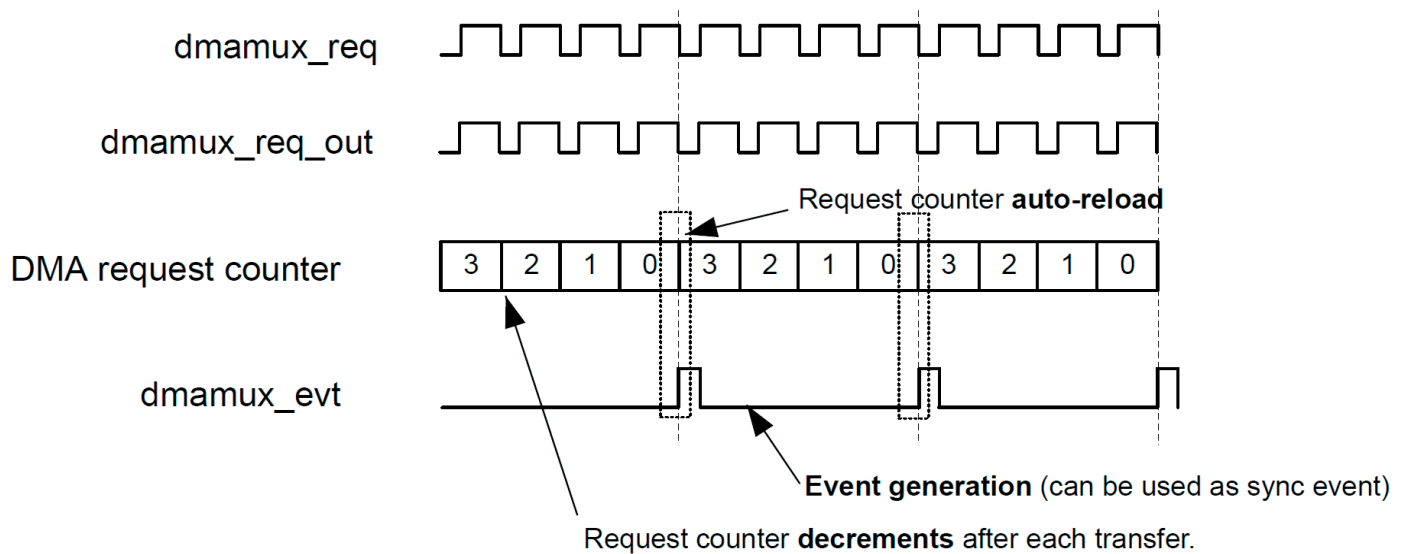 dmamux_req
dmamux_req_out
Request counter auto-reload
DMA request counter
3 2 1 0 3 2 1 0 3 2 1 0
dmamux_evt
Event generation (can be used as sync event)
Request counter decrements after each transfer.